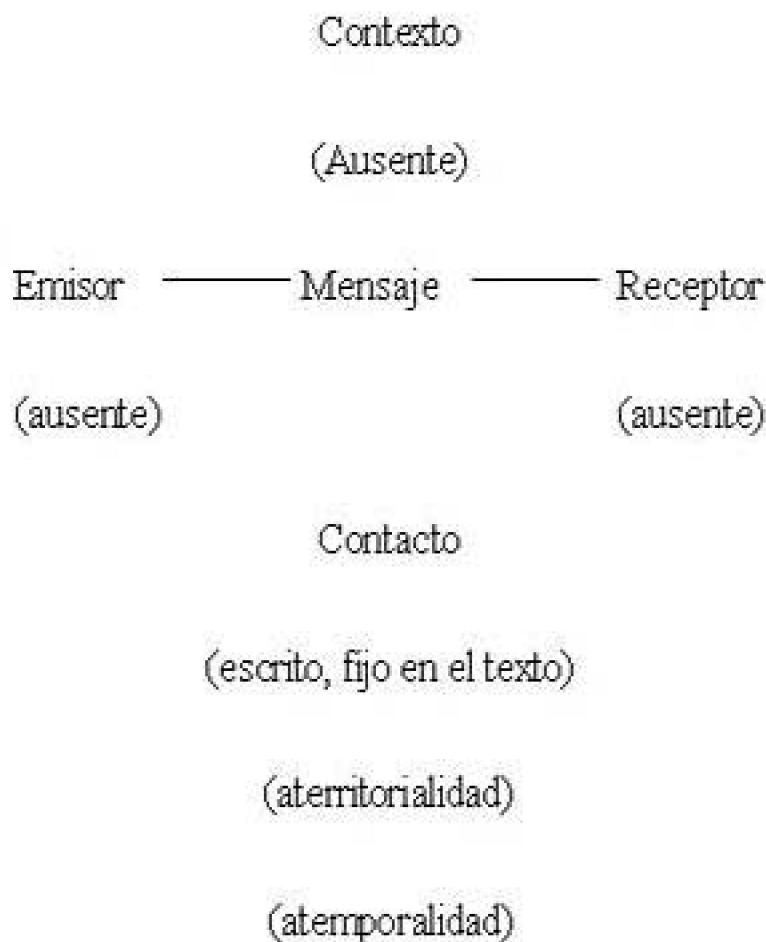 Contexto
(Ausente)
Emisor Mensaje Receptor
(ausente) (ausente)
Contacto
(escrito, fijo en el texto)
(aterritorialidad)
(atemporalidad)